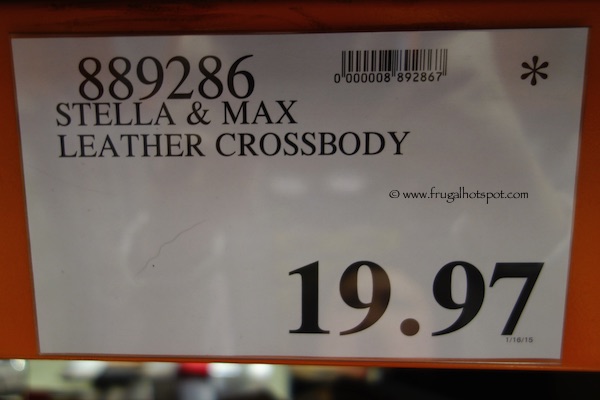 889286
0 000008 892867
*
STELLA & MAX
LEATHER CROSSBODY
© www.frugalhotspot.com
19.97
1/16/15